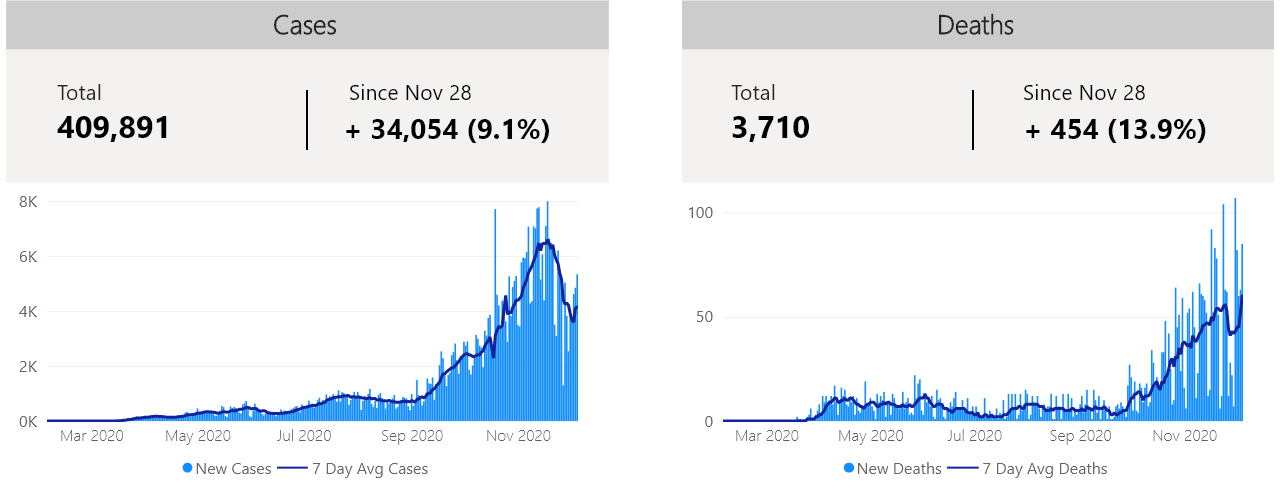 Cases
Total
Since Nov 28
409,891
+ 34,054 (9.1%)
8K
6K
4K
2K
0K
Mar 2020
May 2020
Jul 2020
Sep 2020
Nov 2020
New Cases
7 Day Avg Cases
Deaths
Total
Since Nov 28
3,710
+ 454 (13.9%)
100
50
0
Mar 2020
May 2020
Jul 2020
Sep 2020
Nov 2020
New Deaths
7 Day Avg Deaths